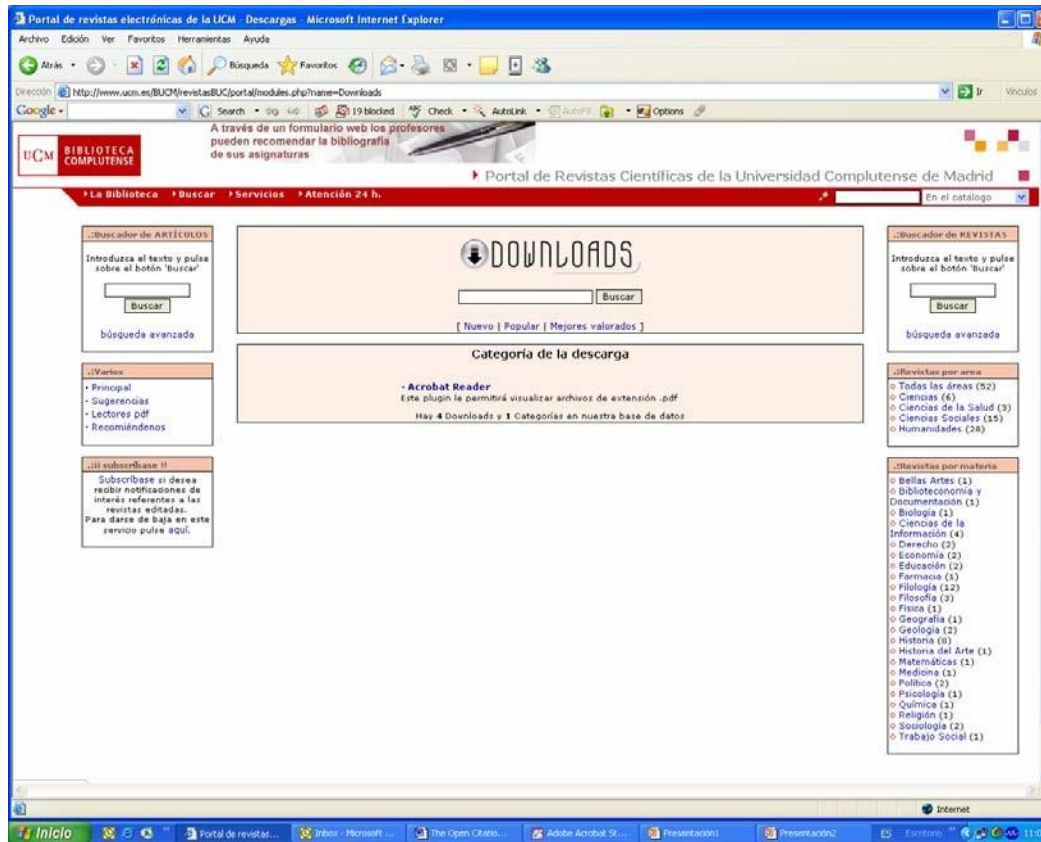 Portal de revistas electrónicas de la UCM - Descargas - Microsoft Internet Explorer
Archivo Edición Ver Favoritos Herramientas Ayuda
Atrás Búsqueda Favoritos
Dirección http://www.ucm.es/BUCM/revistasBUC/portal/modules.php?name=Downloads Ir Vínculos
Google Search 19 blocked Check AutoLink AutoFill Options
A través de un formulario web los profesores
pueden recomendar la bibliografía
de sus asignaturas
UCM BIBLIOTECA
COMPLUTENSE
Portal de Revistas Científicas de la Universidad Complutense de Madrid
La Biblioteca Buscar Servicios Atención 24 h. En el catálogo
.:Buscador de ARTÍCULOS
Introduzca el texto y pulse
sobre el botón 'Buscar'
Buscar
búsqueda avanzada
.:Varios
· Principal
· Sugerencias
· Lectores pdf
· Recomiéndenos
.:¡¡ subscríbase !!
Subscríbase si desea
recibir notificaciones de
interés referentes a las
revistas editadas.
Para darse de baja en este
servicio pulse aquí.
DOWNLOADS
Buscar
[ Nuevo | Popular | Mejores valorados ]
Categoría de la descarga
· Acrobat Reader
Este plugin le permitirá visualizar archivos de extensión .pdf
Hay 4 Downloads y 1 Categorías en nuestra base de datos
.:Buscador de REVISTAS
Introduzca el texto y pulse
sobre el botón 'Buscar'
Buscar
búsqueda avanzada
.:Revistas por area
Todas las áreas (52)
Ciencias (6)
Ciencias de la Salud (3)
Ciencias Sociales (15)
Humanidades (28)
.:Revistas por materia
Bellas Artes (1)
Biblioteconomía y
Documentación (1)
Biología (1)
Ciencias de la
Información (4)
Derecho (2)
Economía (2)
Educación (2)
Farmacia (1)
Filología (12)
Filosofía (3)
Física (1)
Geografía (1)
Geología (2)
Historia (8)
Historia del Arte (1)
Matemáticas (1)
Medicina (1)
Política (2)
Psicología (1)
Química (1)
Religión (1)
Sociología (2)
Trabajo Social (1)
Internet
Inicio Portal de revistas... Inbox - Microsoft ... The Open Citatio... Adobe Acrobat St... Presentación1 Presentación2 ES Escritorio